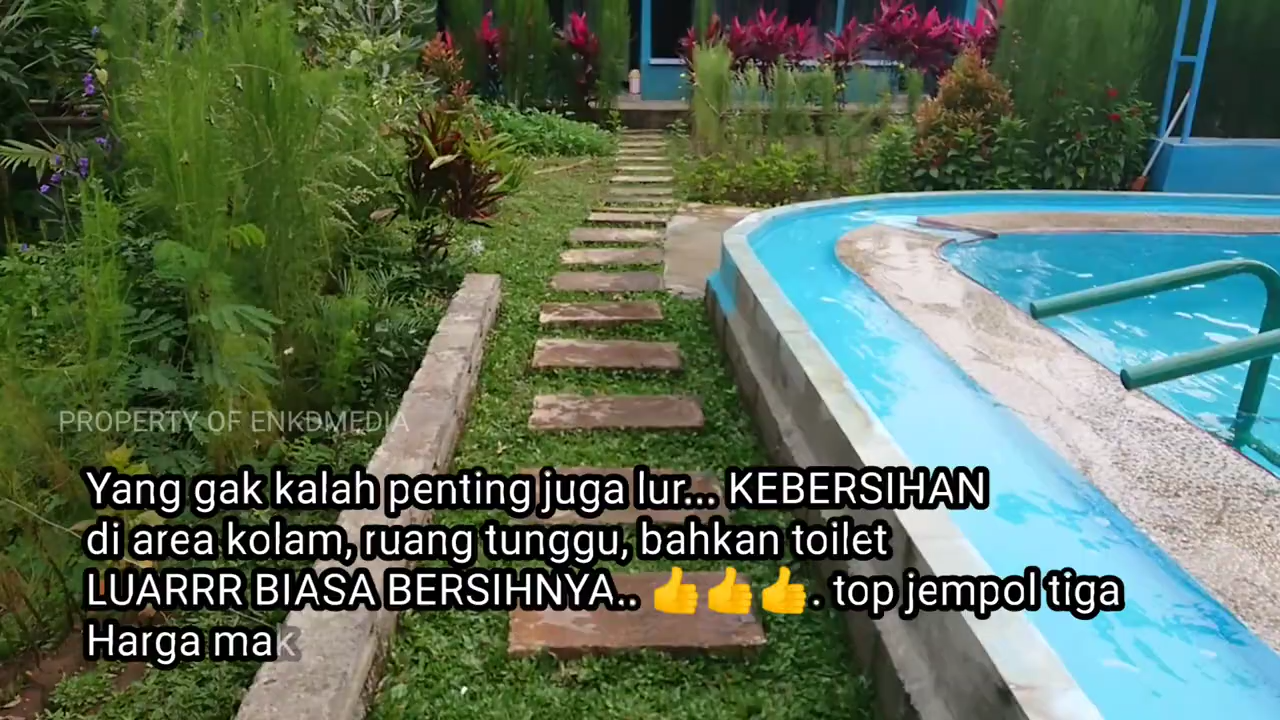 PROPERTY OF ENKDMEDIA
Yang gak kalah penting juga lur... KEBERSIHAN
di area kolam, ruang tunggu, bahkan toilet
LUARRR BIASA BERSIHNYA.. 👍👍👍. top jempol tiga
Harga mak